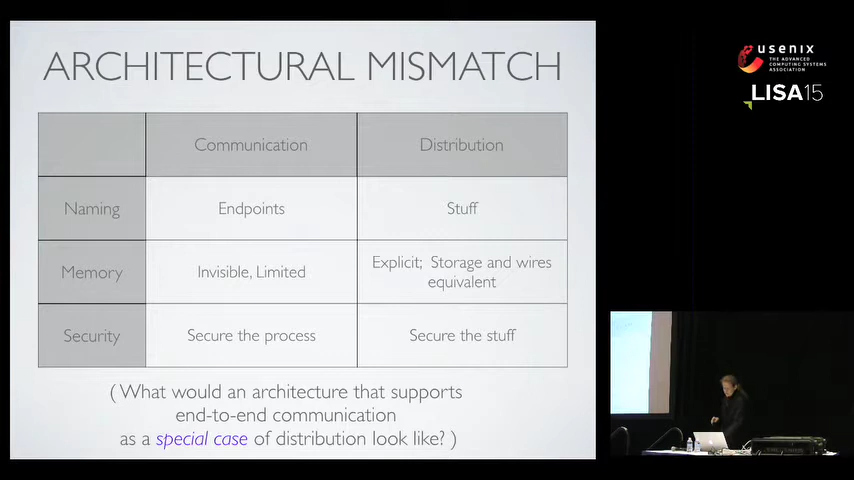 ARCHITECTURAL MISMATCH
Communication
Distribution
Naming
Endpoints
Stuff
Memory
Invisible, Limited
Explicit; Storage and wires
equivalent
Security
Secure the process
Secure the stuff
( What would an architecture that supports
end-to-end communication
as a special case of distribution look like? )
usenix
THE ADVANCED
COMPUTING SYSTEMS
ASSOCIATION
LISA15